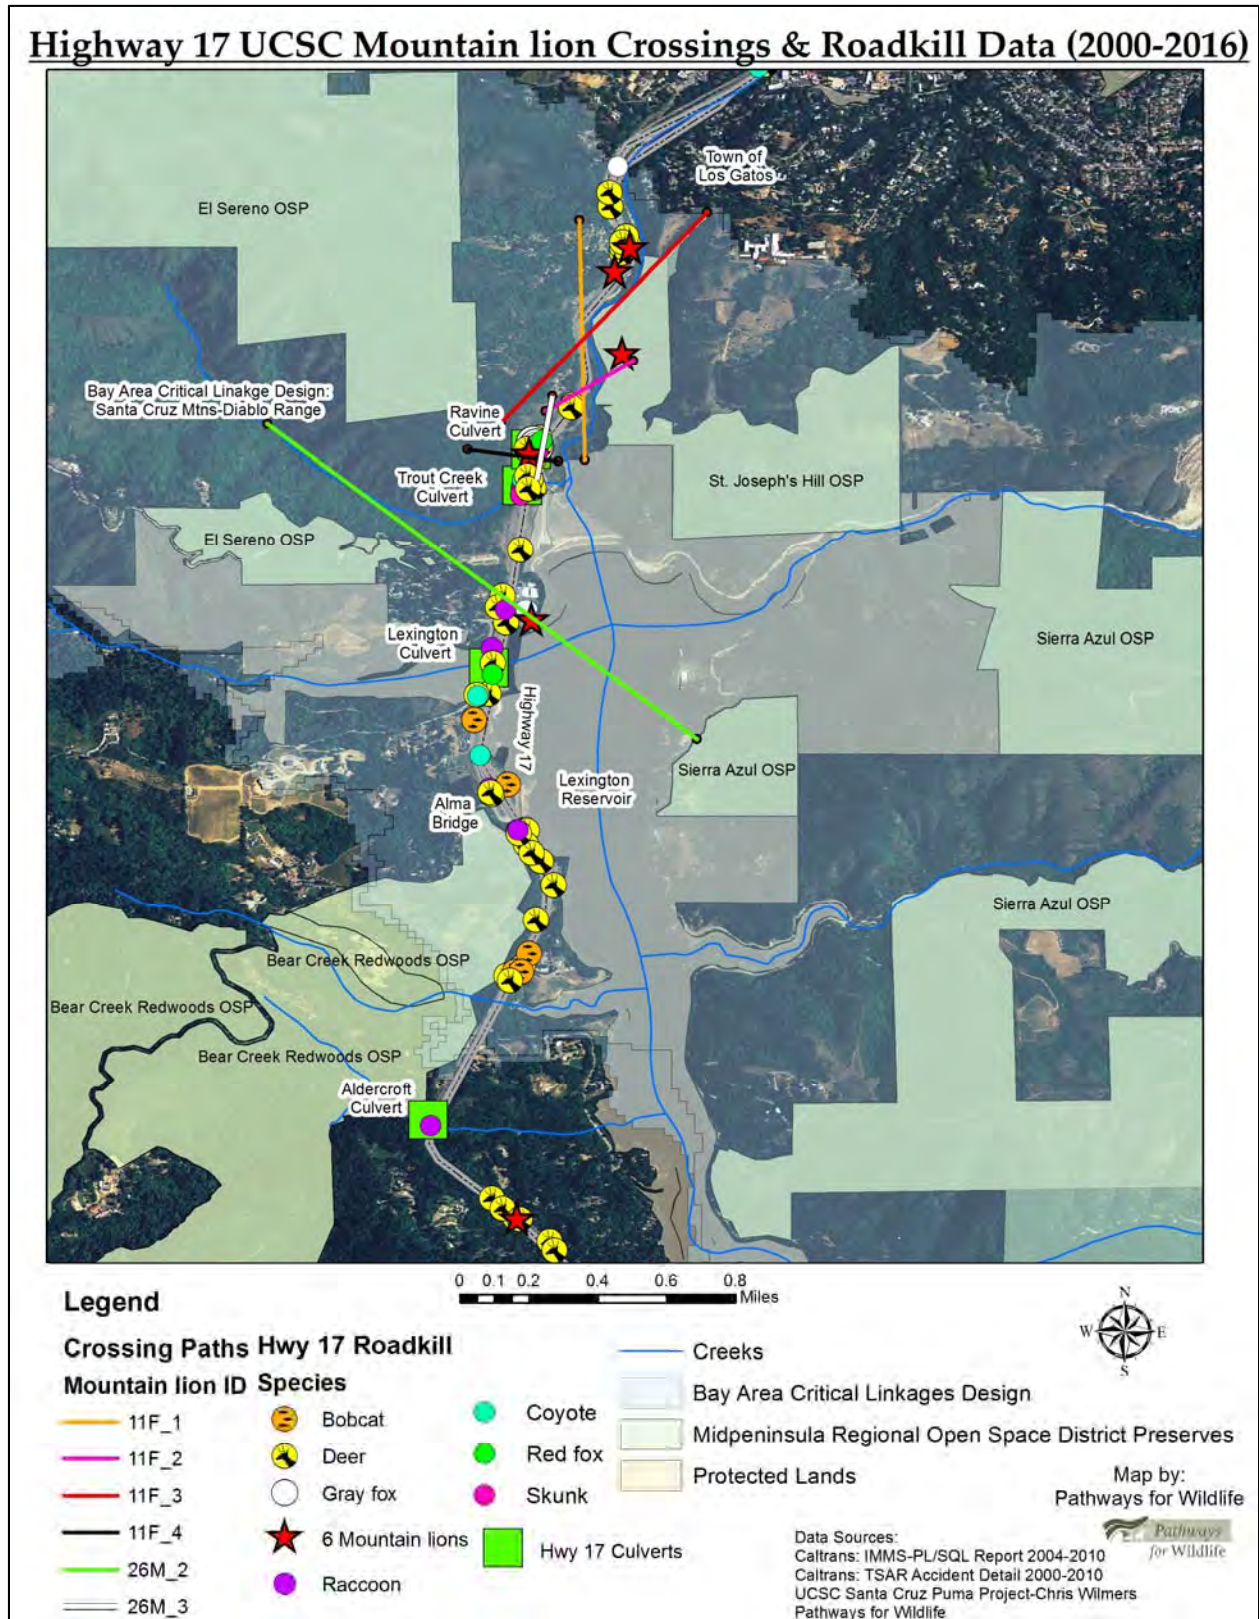 Highway 17 UCSC Mountain lion Crossings & Roadkill Data (2000-2016)
Town of
Los Gatos
El Sereno OSP
Bay Area Critical Linakge Design:
Santa Cruz Mtns-Diablo Range
Ravine
Culvert
Trout Creek
Culvert
St. Joseph's Hill OSP
El Sereno OSP
Lexington
Culvert
Sierra Azul OSP
Highway 17
Sierra Azul OSP
Lexington
Reservoir
Alma
Bridge
Sierra Azul OSP
Bear Creek Redwoods OSP
Bear Creek Redwoods OSP
Bear Creek Redwoods OSP
Aldercroft
Culvert
0 0.1 0.2 0.4 0.6 0.8
Miles
Legend
Crossing Paths
Mountain lion ID
11F_1
11F_2
11F_3
11F_4
26M_2
26M_3
Hwy 17 Roadkill
Species
Bobcat
Deer
Gray fox
6 Mountain lions
Raccoon
Coyote
Red fox
Skunk
Hwy 17 Culverts
Creeks
Bay Area Critical Linkages Design
Midpeninsula Regional Open Space District Preserves
Protected Lands
N
W E
S
Map by:
Pathways for Wildlife
Pathways
for Wildlife
Data Sources:
Caltrans: IMMS-PL/SQL Report 2004-2010
Caltrans: TSAR Accident Detail 2000-2010
UCSC Santa Cruz Puma Project-Chris Wilmers
Pathways for Wildlife